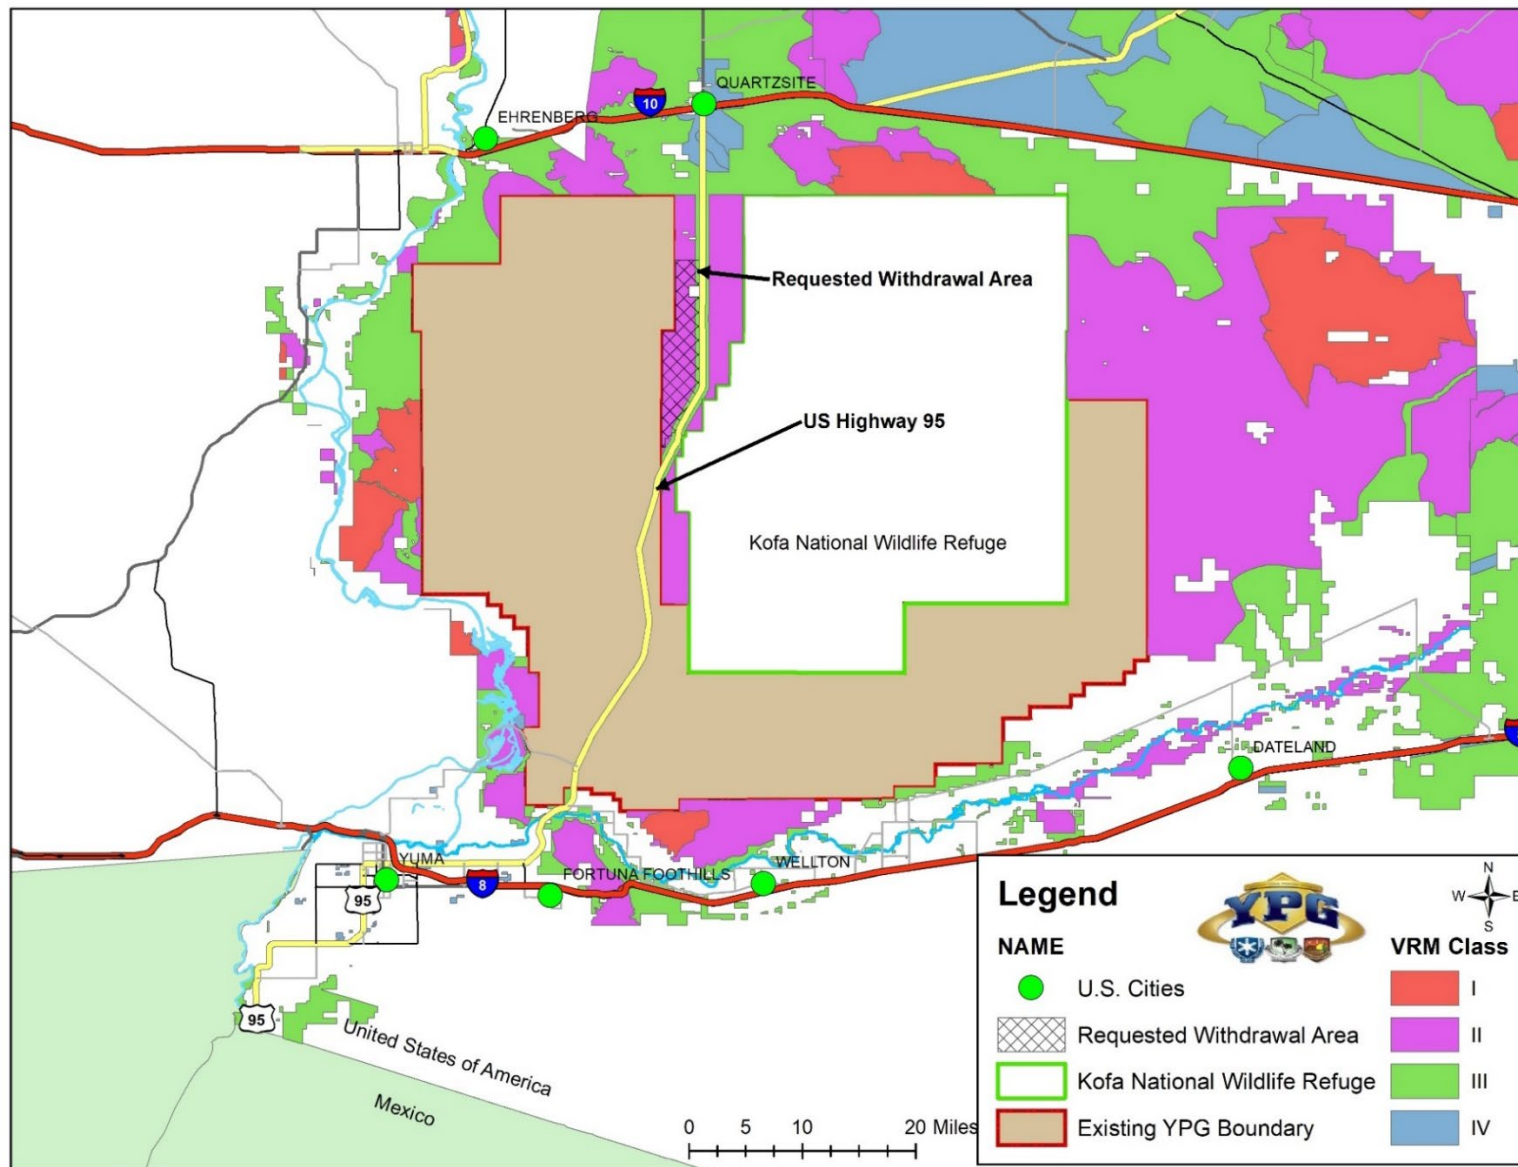 QUARTZSITE
10
EHRENBERG
Requested Withdrawal Area
US Highway 95
Kofa National Wildlife Refuge
DATELAND
YUMA
WELLTON
FORTUNA FOOTHILLS
8
95
95
United States of America
Mexico
0 5 10 20 Miles
Legend
YPG
N
W E
S
NAME
VRM Class
U.S. Cities
I
Requested Withdrawal Area
II
Kofa National Wildlife Refuge
III
Existing YPG Boundary
IV